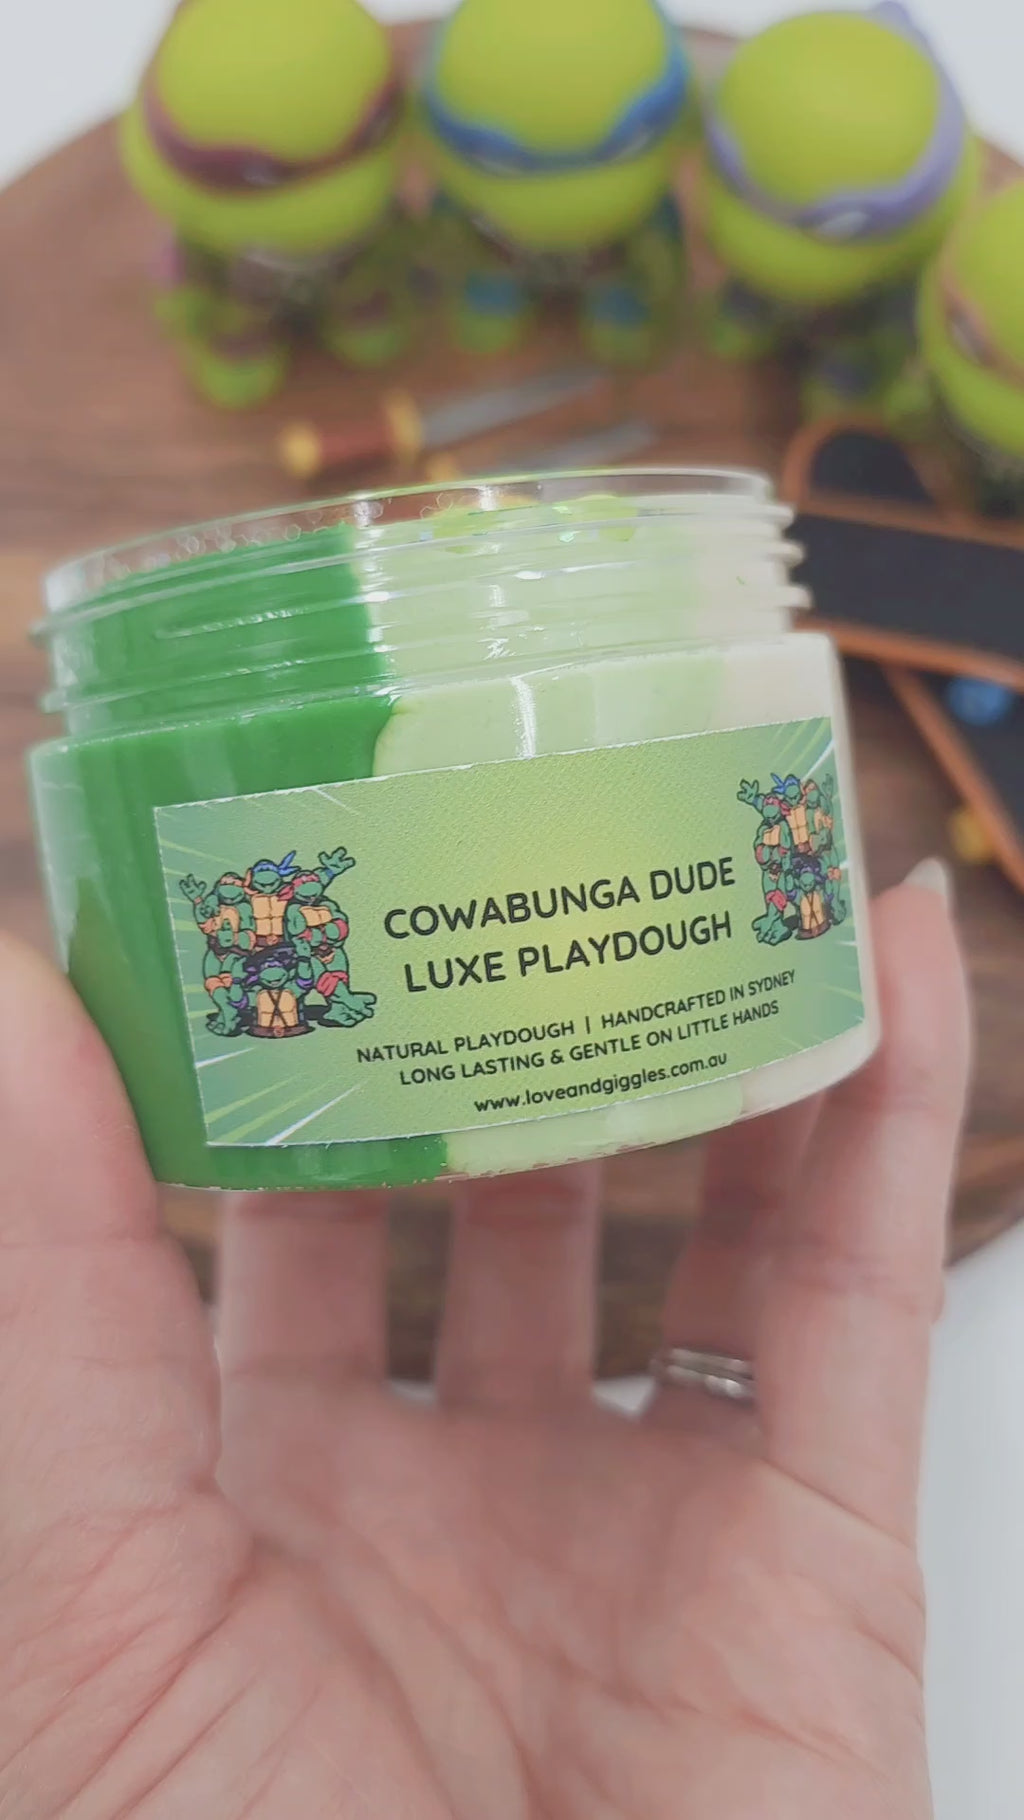 COWABUNGA DUDE
LUXE PLAYDOUGH
NATURAL PLAYDOUGH | HANDCRAFTED IN SYDNEY
LONG LASTING & GENTLE ON LITTLE HANDS
www.loveandgiggles.com.au